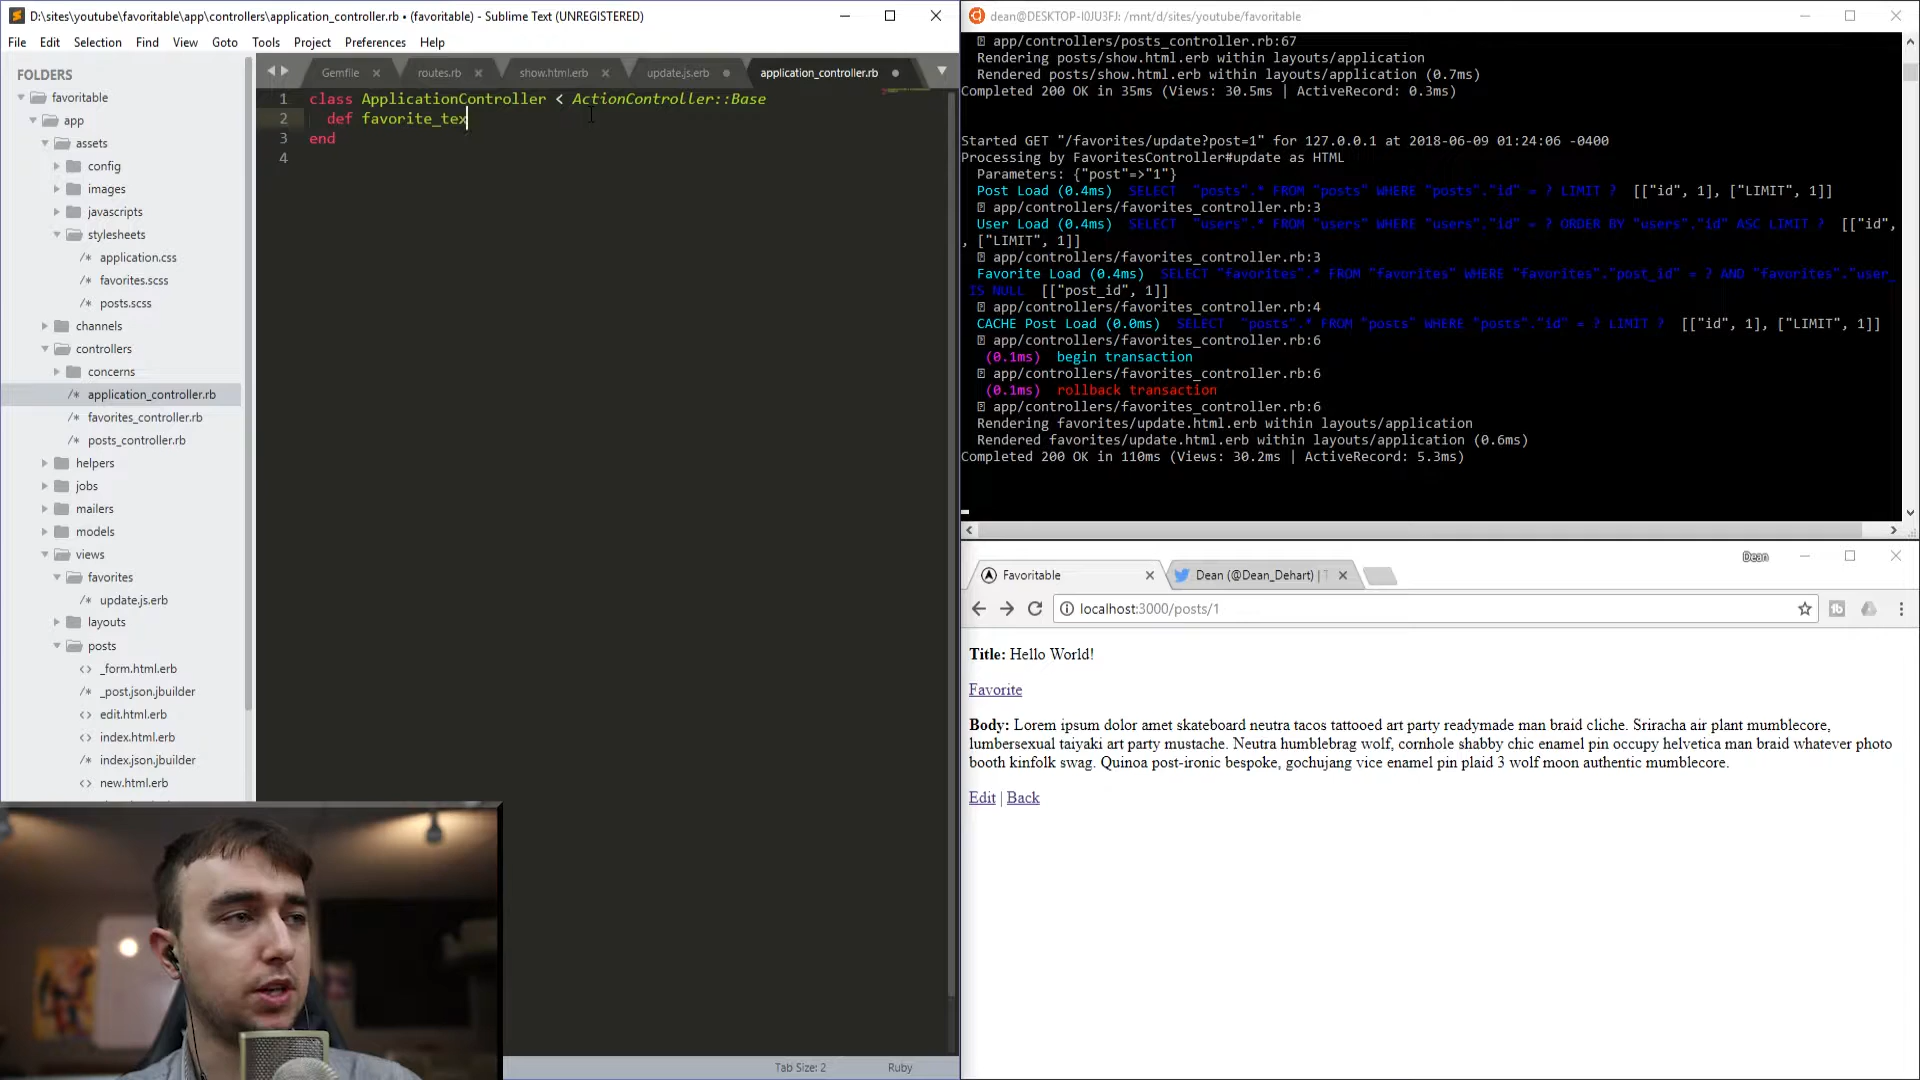 D:\sites\youtube\favoritable\app\controllers\application_controller.rb • (favoritable) - Sublime Text (UNREGISTERED)
File Edit Selection Find View Goto Tools Project Preferences Help
FOLDERS
favoritable
app
assets
config
images
javascripts
stylesheets
/* application.css
/* favorites.scss
/* posts.scss
channels
controllers
concerns
/* application_controller.rb
/* favorites_controller.rb
/* posts_controller.rb
helpers
jobs
mailers
models
views
favorites
/* update.js.erb
layouts
posts
<> _form.html.erb
/* _post.json.jbuilder
<> edit.html.erb
<> index.html.erb
/* index.json.jbuilder
<> new.html.erb
Gemfile routes.rb show.html.erb update.js.erb application_controller.rb
1 class ApplicationController < ActionController::Base
2 def favorite_tex
3 end
4
Tab Size: 2 Ruby
dean@DESKTOP-I0JU3FJ: /mnt/d/sites/youtube/favoritable
app/controllers/posts_controller.rb:67
Rendering posts/show.html.erb within layouts/application
Rendered posts/show.html.erb within layouts/application (0.7ms)
Completed 200 OK in 35ms (Views: 30.5ms | ActiveRecord: 0.3ms)
Started GET "/favorites/update?post=1" for 127.0.0.1 at 2018-06-09 01:24:06 -0400
Processing by FavoritesController#update as HTML
Parameters: {"post"=>"1"}
Post Load (0.4ms) SELECT "posts".* FROM "posts" WHERE "posts"."id" = ? LIMIT ? [["id", 1], ["LIMIT", 1]]
app/controllers/favorites_controller.rb:3
User Load (0.4ms) SELECT "users".* FROM "users" WHERE "users"."id" = ? ORDER BY "users"."id" ASC LIMIT ? [["id",
, ["LIMIT", 1]]
app/controllers/favorites_controller.rb:3
Favorite Load (0.4ms) SELECT "favorites".* FROM "favorites" WHERE "favorites"."post_id" = ? AND "favorites"."user_
IS NULL [["post_id", 1]]
app/controllers/favorites_controller.rb:4
CACHE Post Load (0.0ms) SELECT "posts".* FROM "posts" WHERE "posts"."id" = ? LIMIT ? [["id", 1], ["LIMIT", 1]]
app/controllers/favorites_controller.rb:6
(0.1ms) begin transaction
app/controllers/favorites_controller.rb:6
(0.1ms) rollback transaction
app/controllers/favorites_controller.rb:6
Rendering favorites/update.html.erb within layouts/application
Rendered favorites/update.html.erb within layouts/application (0.6ms)
Completed 200 OK in 110ms (Views: 30.2ms | ActiveRecord: 5.3ms)
Dean
Favoritable Dean (@Dean_Dehart) | T
localhost:3000/posts/1
Title: Hello World!
Favorite
Body: Lorem ipsum dolor amet skateboard neutra tacos tattooed art party readymade man braid cliche. Sriracha air plant mumblecore,
lumbersexual taiyaki art party mustache. Neutra humblebrag wolf, cornhole shabby chic enamel pin occupy helvetica man braid whatever photo
booth kinfolk swag. Quinoa post-ironic bespoke, gochujang vice enamel pin plaid 3 wolf moon authentic mumblecore.
Edit | Back